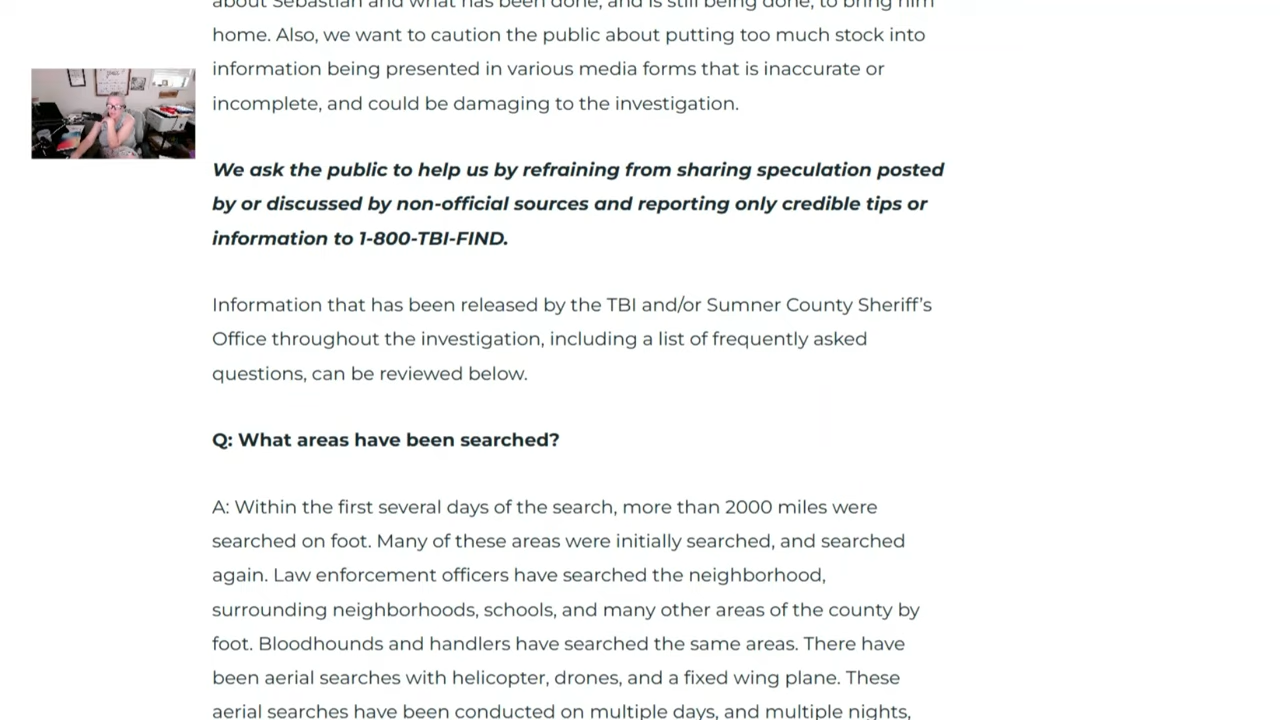 about Sebastian and what has been done, and is still being done, to bring him
home. Also, we want to caution the public about putting too much stock into
information being presented in various media forms that is inaccurate or
incomplete, and could be damaging to the investigation.
We ask the public to help us by refraining from sharing speculation posted
by or discussed by non-official sources and reporting only credible tips or
information to 1-800-TBI-FIND.
Information that has been released by the TBI and/or Sumner County Sheriff’s
Office throughout the investigation, including a list of frequently asked
questions, can be reviewed below.
Q: What areas have been searched?
A: Within the first several days of the search, more than 2000 miles were
searched on foot. Many of these areas were initially searched, and searched
again. Law enforcement officers have searched the neighborhood,
surrounding neighborhoods, schools, and many other areas of the county by
foot. Bloodhounds and handlers have searched the same areas. There have
been aerial searches with helicopter, drones, and a fixed wing plane. These
aerial searches have been conducted on multiple days, and multiple nights,